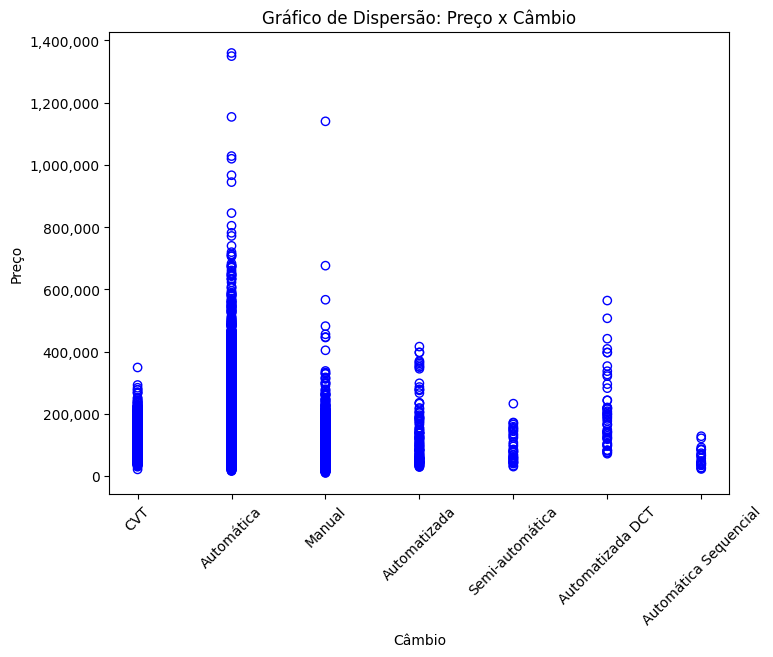 Gráfico de Dispersão: Preço x Câmbio
1,400,000
1,200,000
1,000,000
800,000
600,000
400,000
200,000
0
Preço
CVT
Automática
Manual
Automatizada
Semi-automática
Automatizada DCT
Automática Sequencial
Câmbio